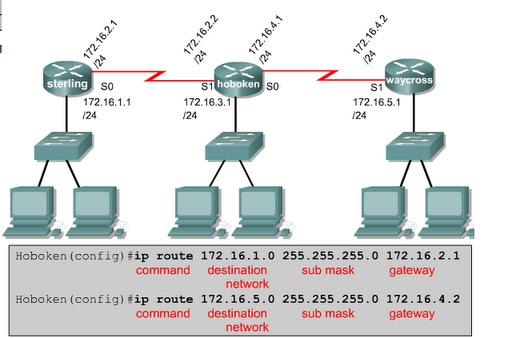 172.16.2.1
/24
172.16.2.2
/24
172.16.4.1
/24
172.16.4.2
/24
sterling
S0
S1
hoboken
S0
S1
waycross
172.16.1.1
/24
172.16.3.1
/24
172.16.5.1
/24
Hoboken(config)#ip route 172.16.1.0 255.255.255.0 172.16.2.1
command destination sub mask gateway
network
Hoboken(config)#ip route 172.16.5.0 255.255.255.0 172.16.4.2
command destination sub mask gateway
network